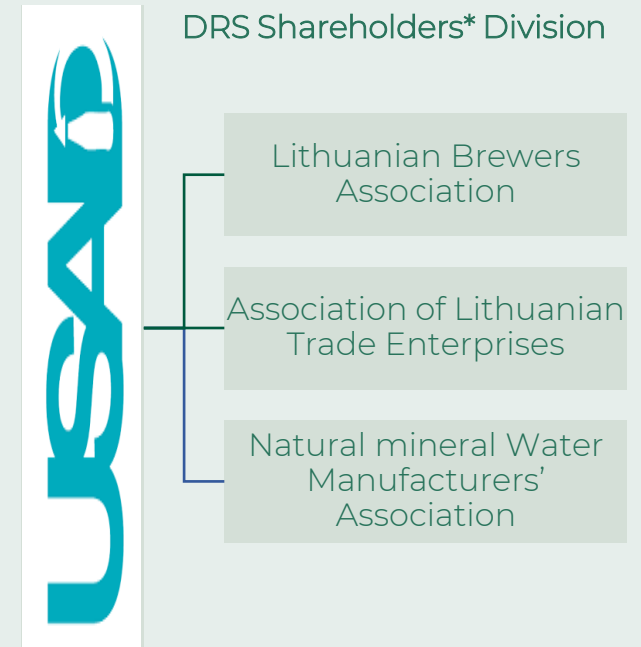 DRS Shareholders* Division
USAD
Lithuanian Brewers
Association
Association of Lithuanian
Trade Enterprises
Natural mineral Water
Manufacturers’
Association